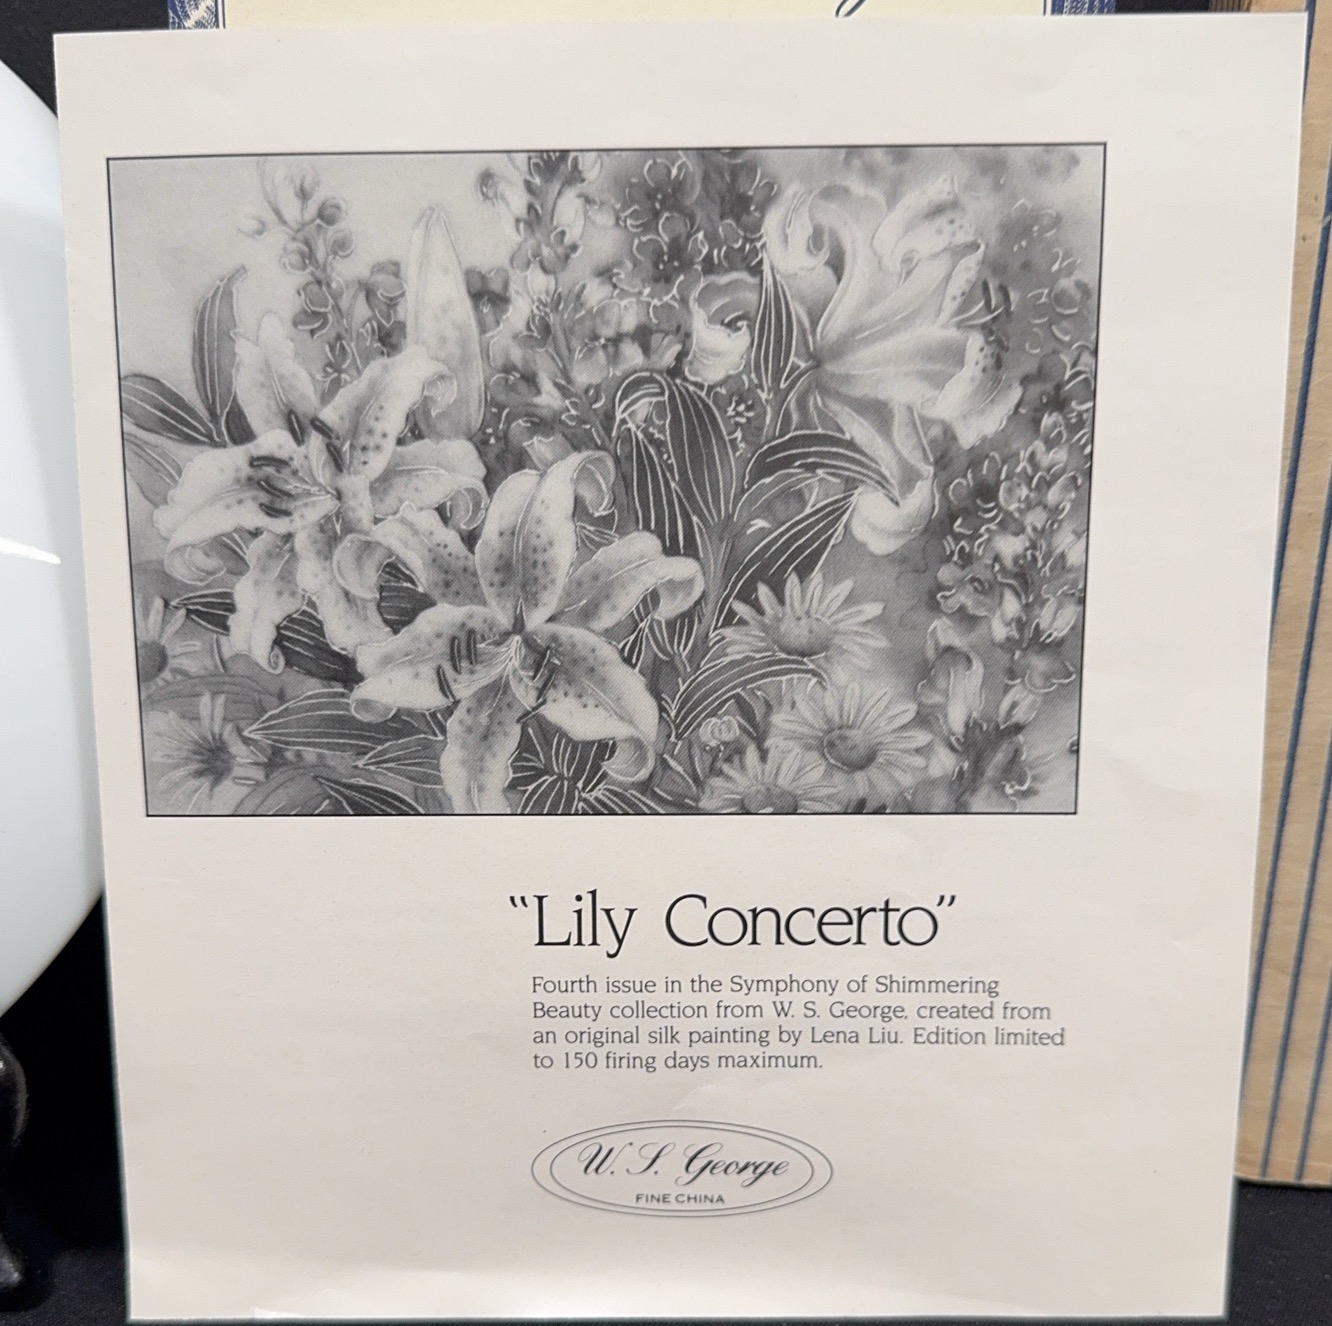 “Lily Concerto”
Fourth issue in the Symphony of Shimmering
Beauty collection from W. S. George, created from
an original silk painting by Lena Liu. Edition limited
to 150 firing days maximum.
W. S. George
FINE CHINA